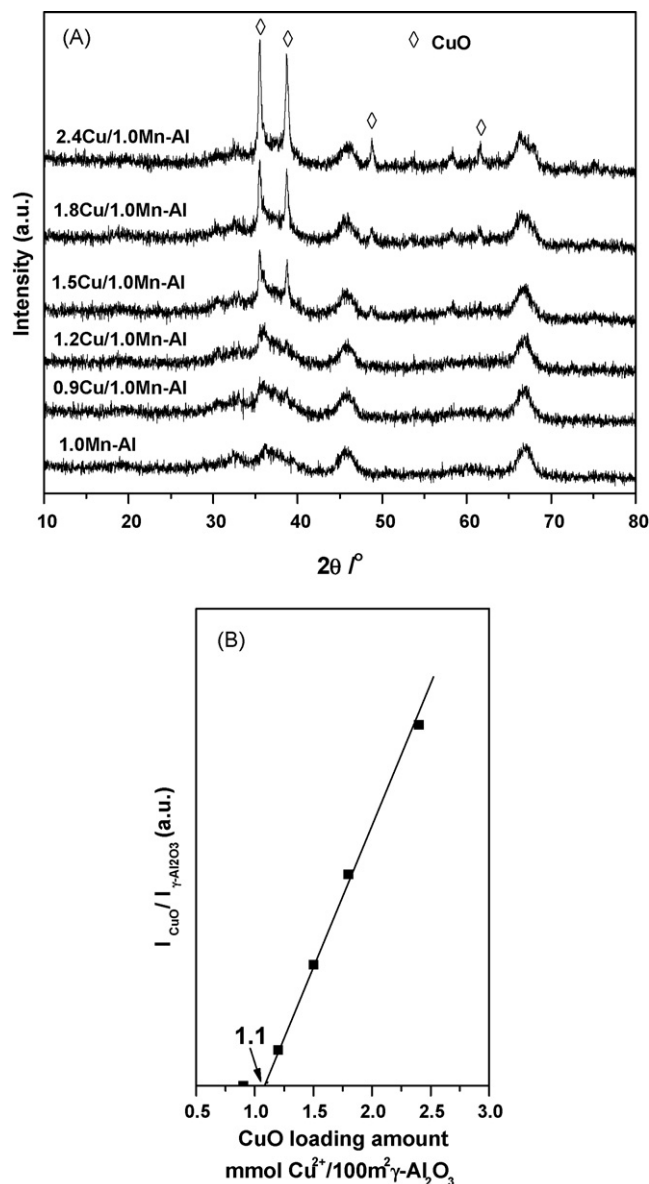 (A)
◇ CuO
2.4Cu/1.0Mn-Al
1.8Cu/1.0Mn-Al
1.5Cu/1.0Mn-Al
1.2Cu/1.0Mn-Al
0.9Cu/1.0Mn-Al
1.0Mn-Al
Intensity (a.u.)
10 20 30 40 50 60 70 80
2θ /°
(B)
I CuO / I γ-Al2O3 (a.u.)
1.1
0.5 1.0 1.5 2.0 2.5 3.0
CuO loading amount
mmol Cu²⁺/100m² γ-Al₂O₃